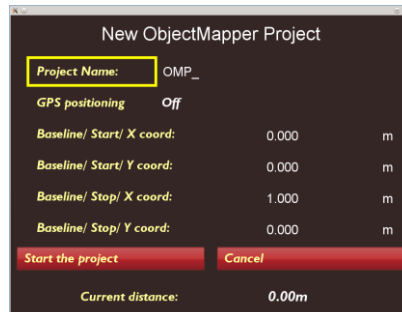 New ObjectMapper Project
Project Name: OMP_
GPS positioning Off
Baseline/ Start/ X coord: 0.000 m
Baseline/ Start/ Y coord: 0.000 m
Baseline/ Stop/ X coord: 1.000 m
Baseline/ Stop/ Y coord: 0.000 m
Start the project Cancel
Current distance: 0.00m